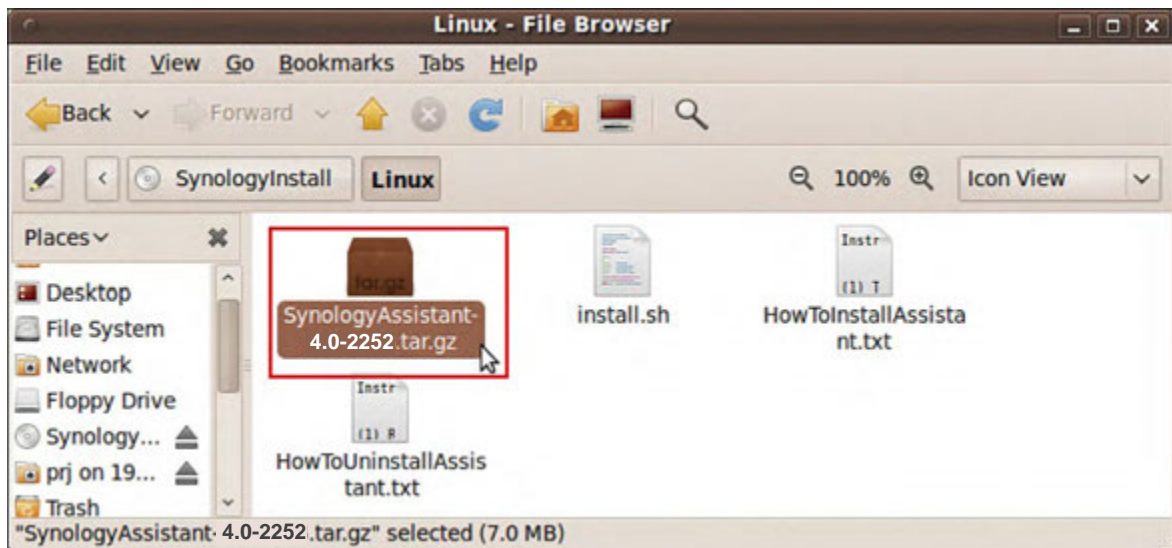 Linux - File Browser
File Edit View Go Bookmarks Tabs Help
Back Forward
SynologyInstall Linux 100% Icon View
Places
Desktop
File System
Network
Floppy Drive
Synology...
prj on 19...
Trash
tar.gz
SynologyAssistant-
4.0-2252.tar.gz
install.sh
Instr
(1) T
HowToInstallAssista
nt.txt
Instr
(1) R
HowToUninstallAssis
tant.txt
"SynologyAssistant- 4.0-2252.tar.gz" selected (7.0 MB)